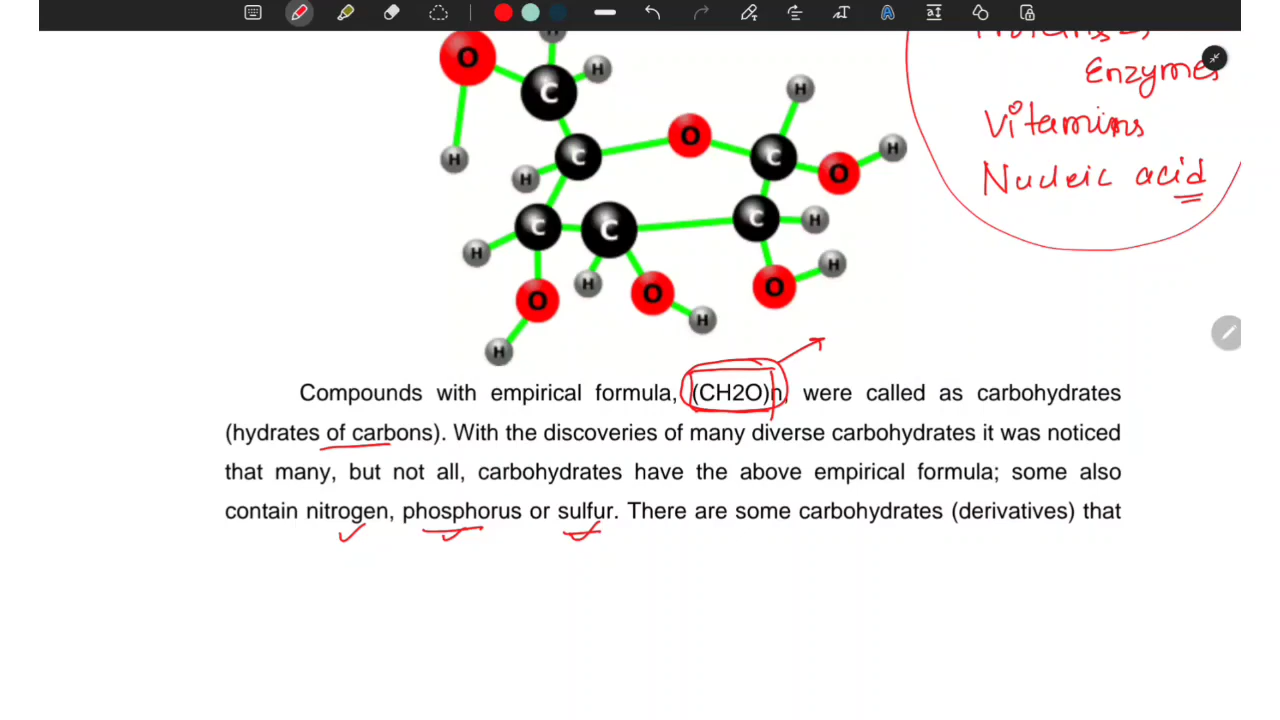 Enzymes
Vitamins
Nucleic acid
H
O
C
H
H
O
C
C
H
O
H
H
C
C
C
H
H
H
H
O
O
O
H
H
Compounds with empirical formula, (CH2O)n, were called as carbohydrates
(hydrates of carbons). With the discoveries of many diverse carbohydrates it was noticed
that many, but not all, carbohydrates have the above empirical formula; some also
contain nitrogen, phosphorus or sulfur. There are some carbohydrates (derivatives) that